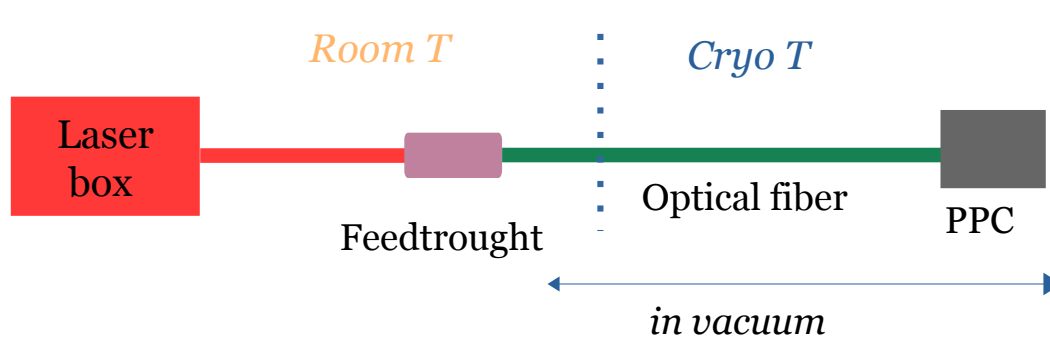 Room T
Cryo T
Laser
box
Optical fiber
Feedtrought
PPC
in vacuum